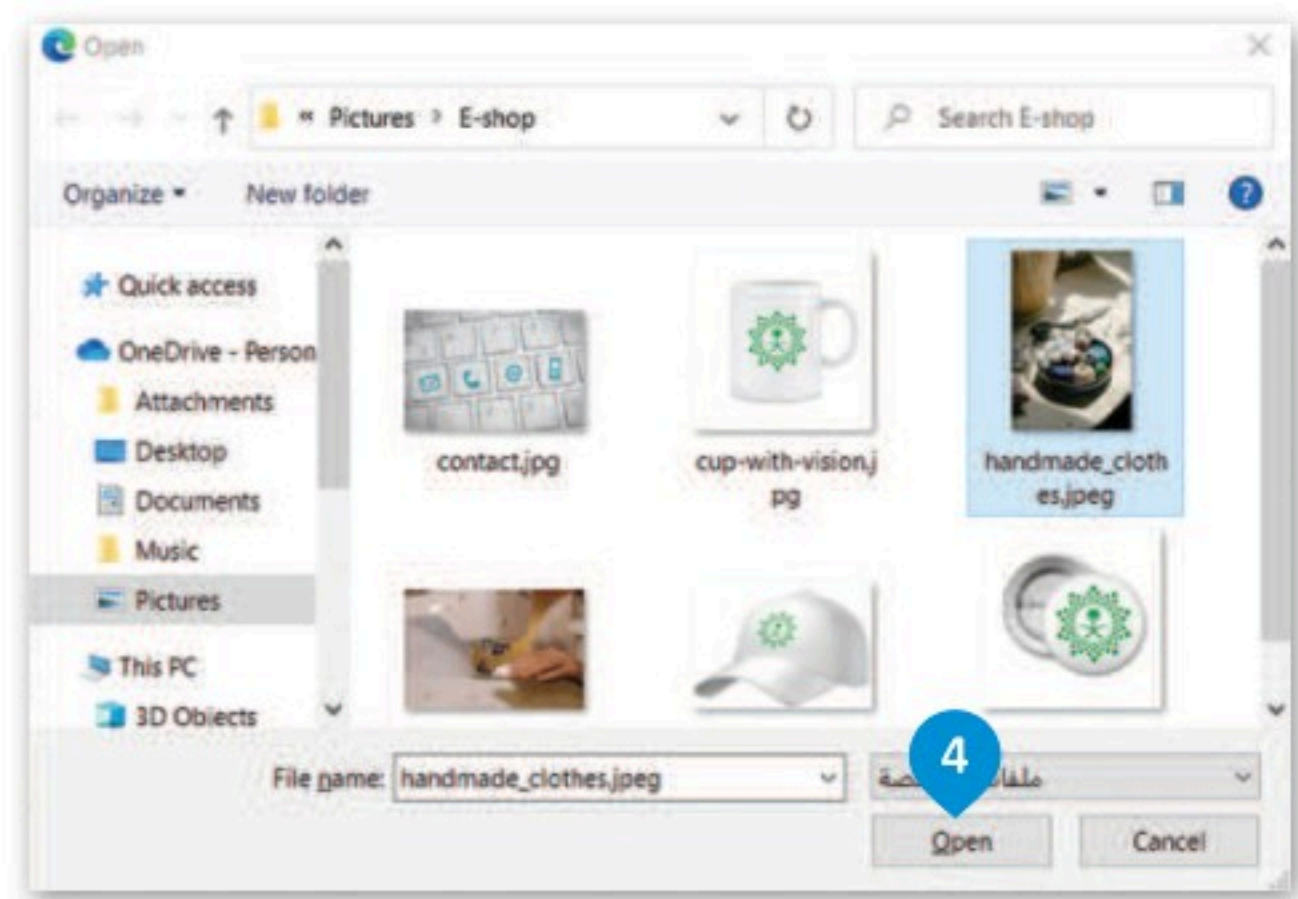 Open
« Pictures > E-shop
Search E-shop
Organize
New folder
Quick access
OneDrive - Person
Attachments
Desktop
Documents
Music
Pictures
This PC
3D Objects
contact.jpg
cup-with-vision.j
pg
handmade_cloth
es.jpeg
File name: handmade_clothes.jpeg
4
Open
Cancel